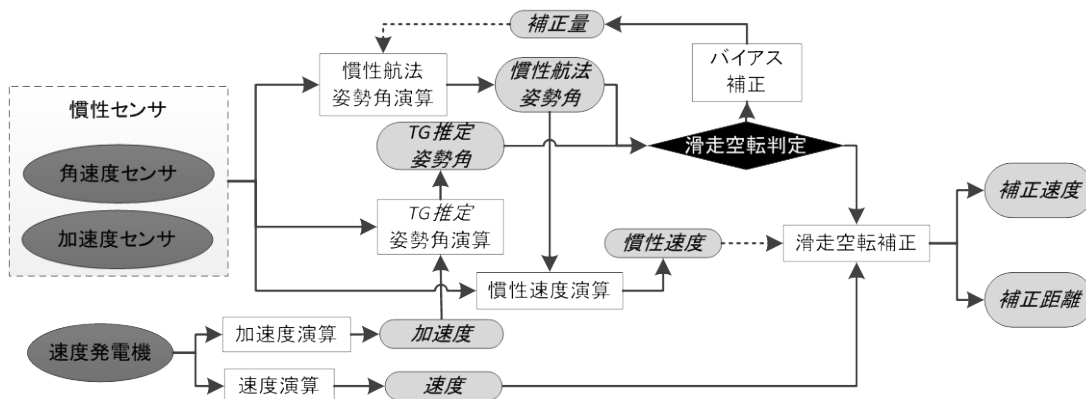 補正量
慣性航法
姿勢角演算
慣性航法
姿勢角
バイアス
補正
慣性センサ
角速度センサ
加速度センサ
TG推定
姿勢角
滑走空転判定
TG推定
姿勢角演算
慣性速度
滑走空転補正
補正速度
慣性速度演算
補正距離
速度発電機
加速度演算
加速度
速度演算
速度